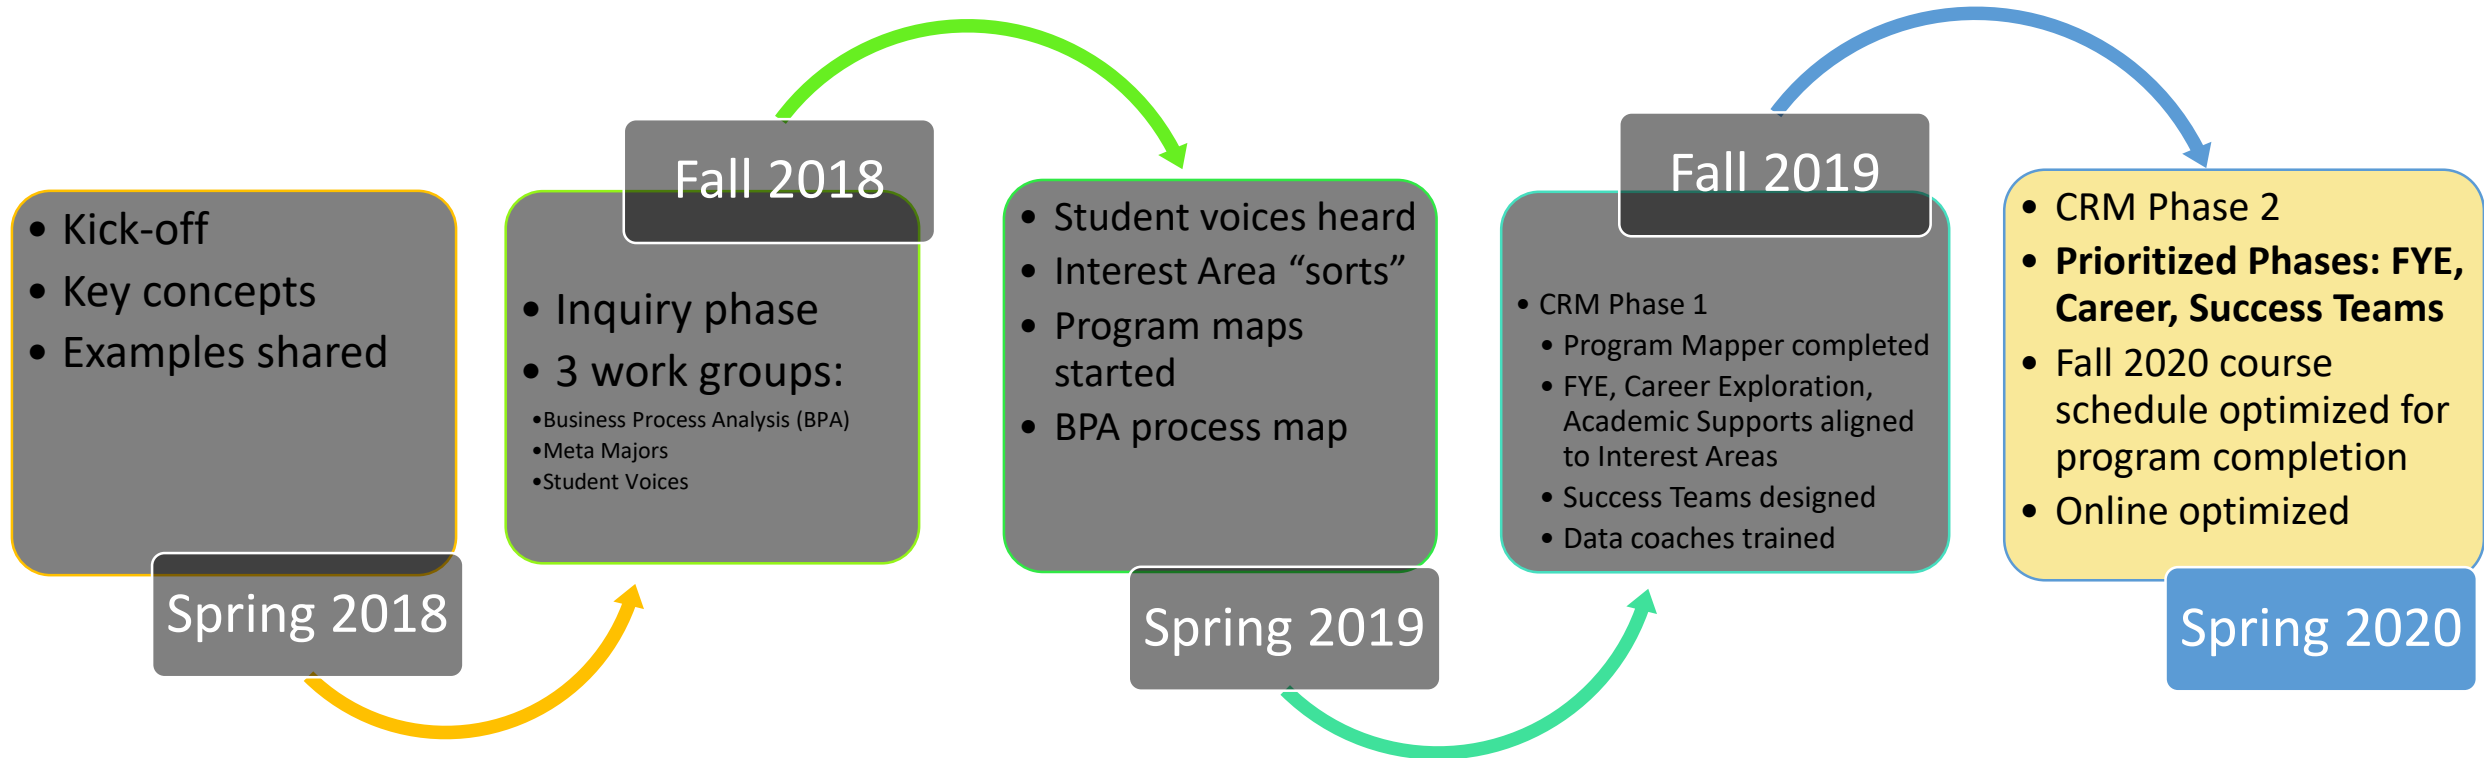 • Kick-off
• Key concepts
• Examples shared
Spring 2018
Fall 2018
• Inquiry phase
• 3 work groups:
•Business Process Analysis (BPA)
•Meta Majors
•Student Voices
• Student voices heard
• Interest Area “sorts”
• Program maps
started
• BPA process map
Spring 2019
Fall 2019
• CRM Phase 1
• Program Mapper completed
• FYE, Career Exploration,
Academic Supports aligned
to Interest Areas
• Success Teams designed
• Data coaches trained
• CRM Phase 2
• Prioritized Phases: FYE,
Career, Success Teams
• Fall 2020 course
schedule optimized for
program completion
• Online optimized
Spring 2020